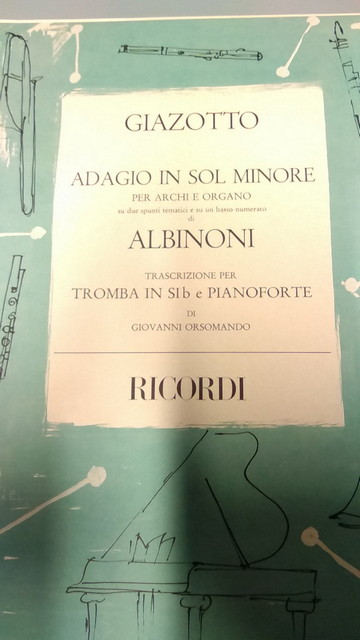 GIAZOTTO
ADAGIO IN SOL MINORE
PER ARCHI E ORGANO
su due spunti tematici e su un basso numerato
di
ALBINONI
TRASCRIZIONE PER
TROMBA IN SIb e PIANOFORTE
DI
GIOVANNI ORSOMANDO
RICORDI